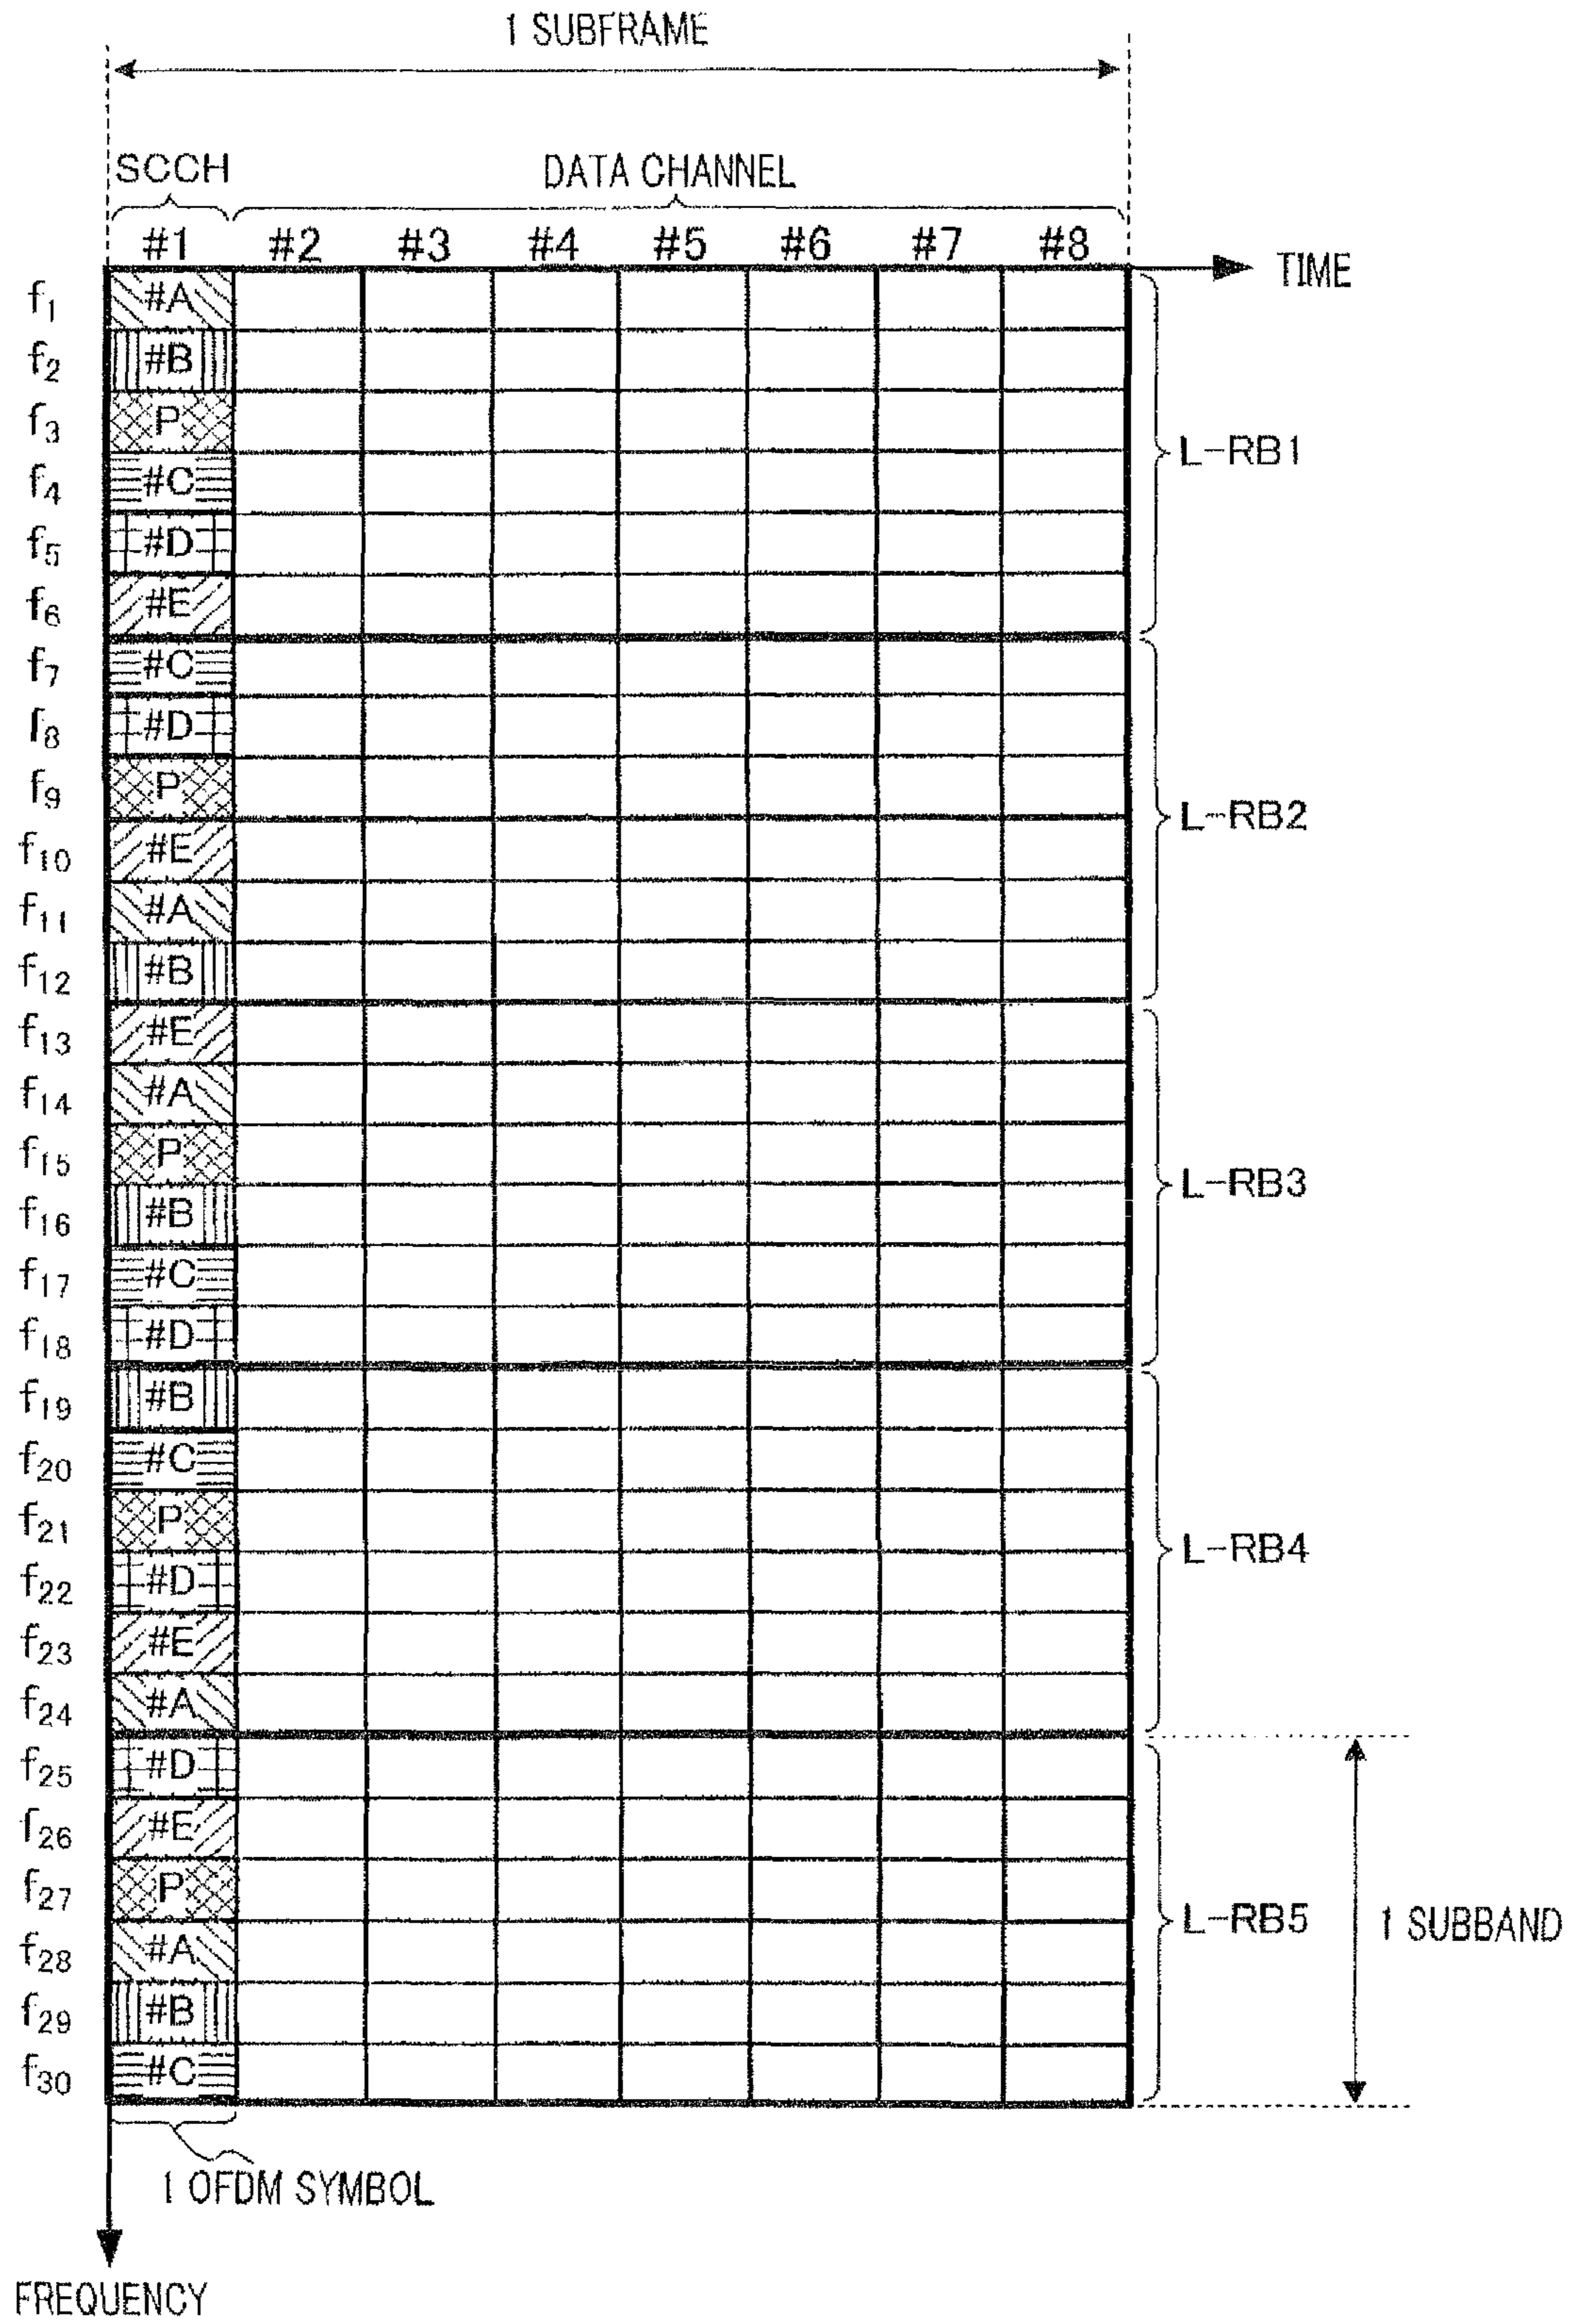 1 SUBFRAME
SCCH DATA CHANNEL
#1 #2 #3 #4 #5 #6 #7 #8
TIME
f1 #A
f2 #B
f3 P
f4 #C
L-RB1
f5 #D
f6 #E
f7 #C
f8 #D
f9 P
L-RB2
f10 #E
f11 #A
f12 #B
f13 #E
f14 #A
f15 P
L-RB3
f16 #B
f17 #C
f18 #D
f19 #B
f20 #C
f21 P
L-RB4
f22 #D
f23 #E
f24 #A
f25 #D
f26 #E
f27 P
L-RB5 1 SUBBAND
f28 #A
f29 #B
f30 #C
1 OFDM SYMBOL
FREQUENCY